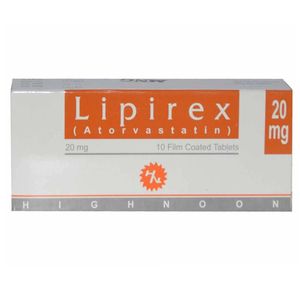 Lipirex
(Atorvastatin)
20 mg
10 Film Coated Tablets
20
mg
HIGHNOON